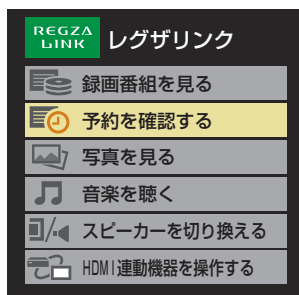 REGZA
LINK
レグザリンク
録画番組を見る
予約を確認する
写真を見る
音楽を聴く
スピーカーを切り換える
HDMI連動機器を操作する